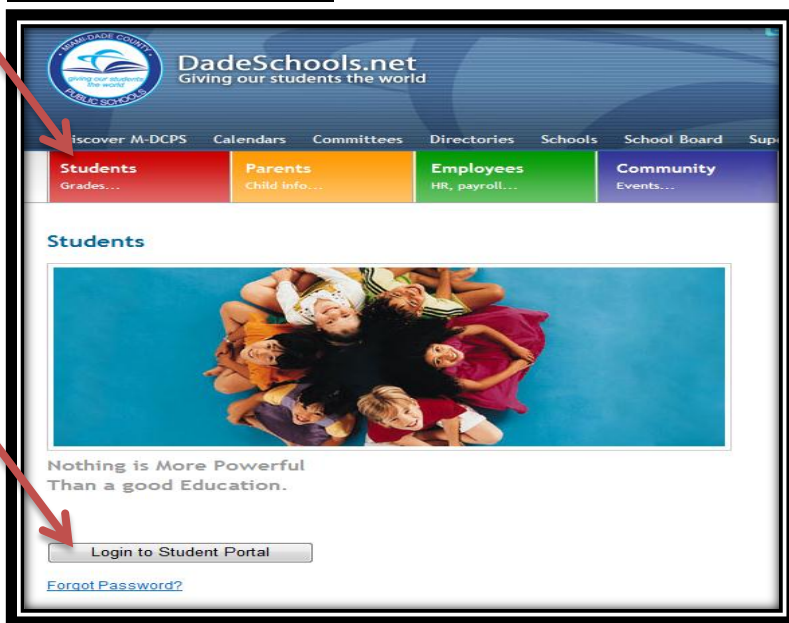 MIAMI-DADE COUNTY
giving our students
the world
PUBLIC SCHOOLS
DadeSchools.net
Giving our students the world
Discover M-DCPS Calendars Committees Directories Schools School Board
Students Parents Employees Community
Grades... Child info... HR, payroll... Events...
Students
Nothing is More Powerful
Than a good Education.
Login to Student Portal
Forgot Password?